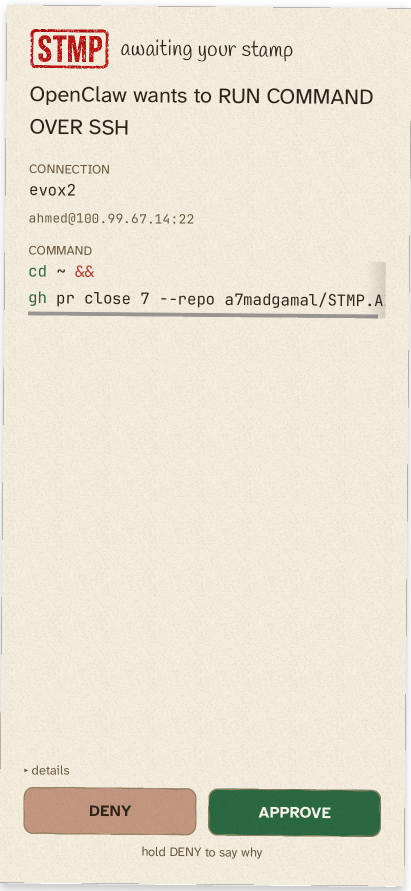 STMP awaiting your stamp
OpenClaw wants to RUN COMMAND
OVER SSH
CONNECTION
evox2
ahmed@100.99.67.14:22
COMMAND
cd ~ &&
gh pr close 7 --repo a7madgamal/STMP.A
▸ details
DENY APPROVE
hold DENY to say why